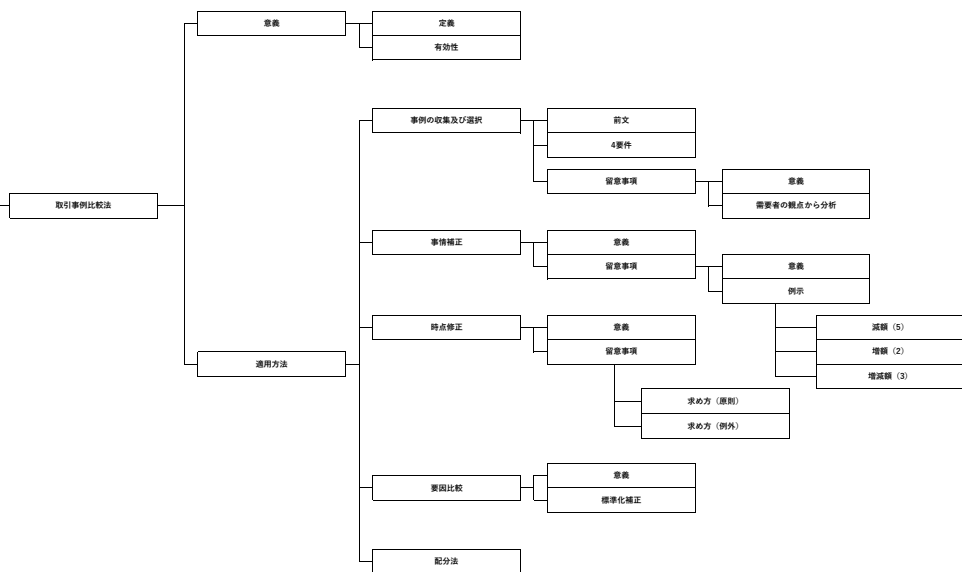 取引事例比較法
意義
定義
有効性
適用方法
事例の収集及び選択
前文
4要件
留意事項
意義
需要者の観点から分析
事情補正
意義
留意事項
意義
例示
減額（5）
増額（2）
増減額（3）
時点修正
意義
留意事項
求め方（原則）
求め方（例外）
要因比較
意義
標準化補正
配分法